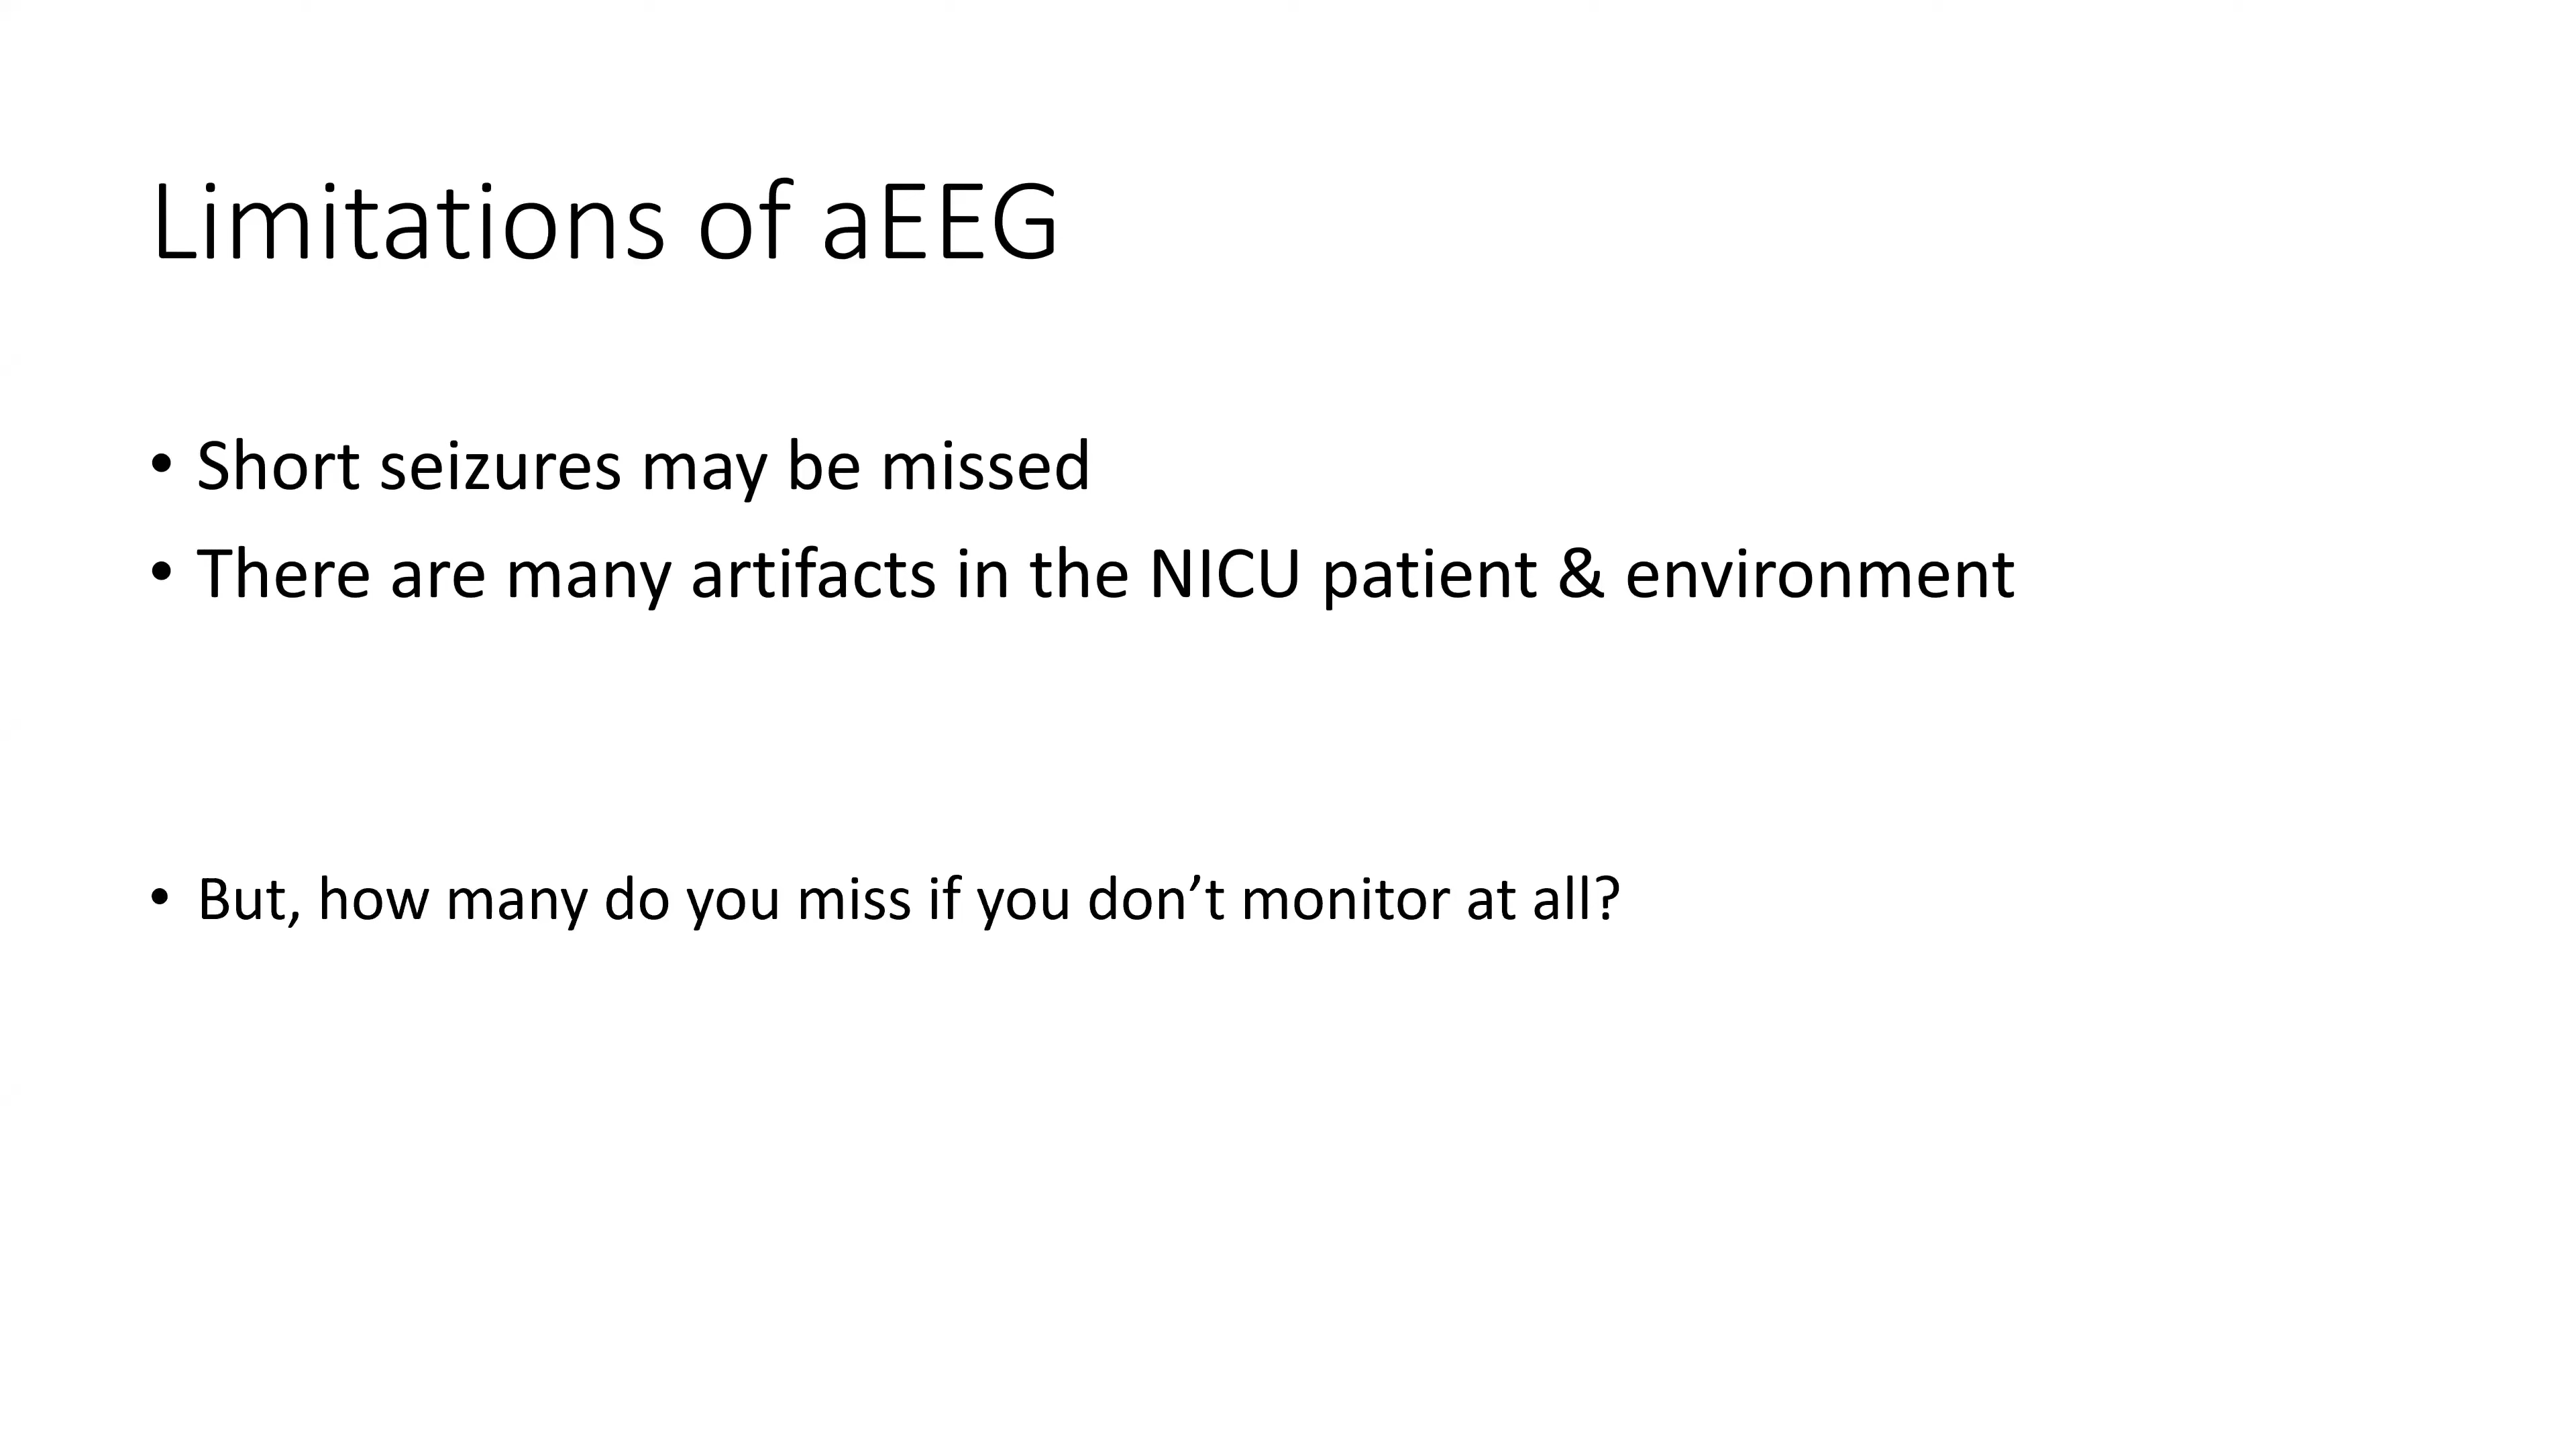 Limitations of aEEG
• Short seizures may be missed
• There are many artifacts in the NICU patient & environment
• But, how many do you miss if you don’t monitor at all?